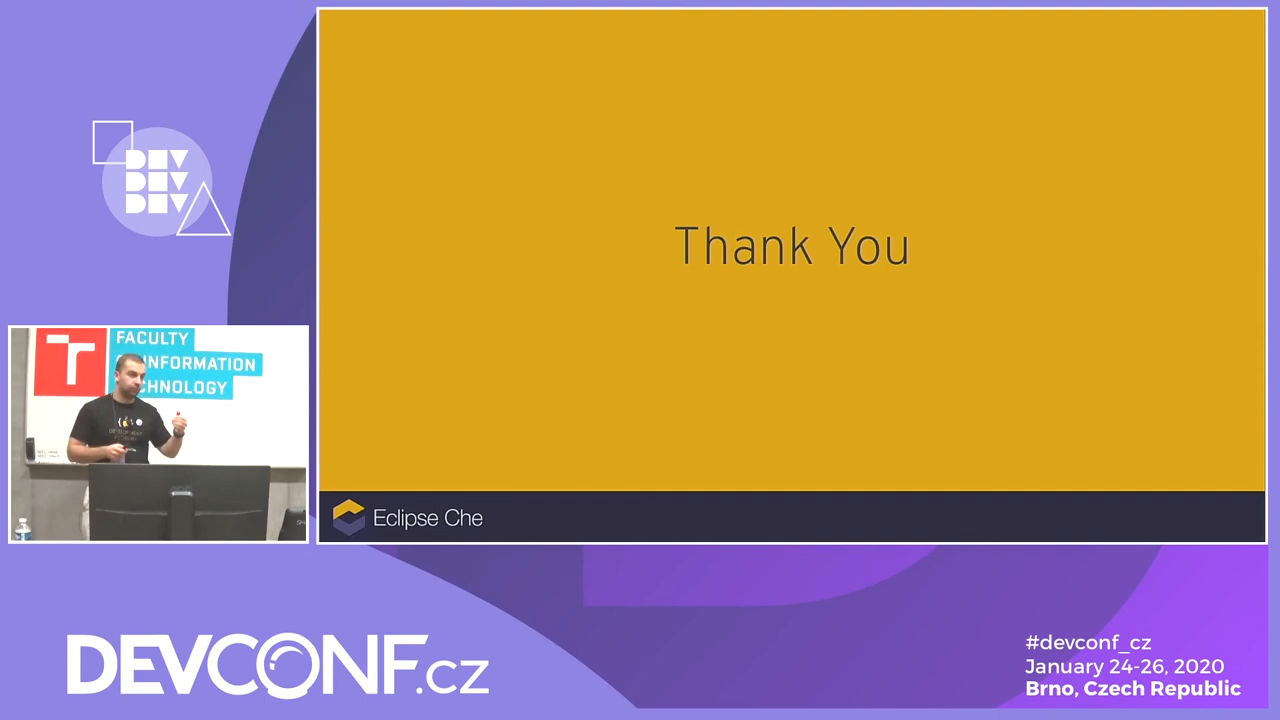 DEV
DEV
DEV
Thank You
FACULTY
INFORMATION
CHNOLOGY
Eclipse Che
DEVCONF.cz
#devconf_cz
January 24-26, 2020
Brno, Czech Republic